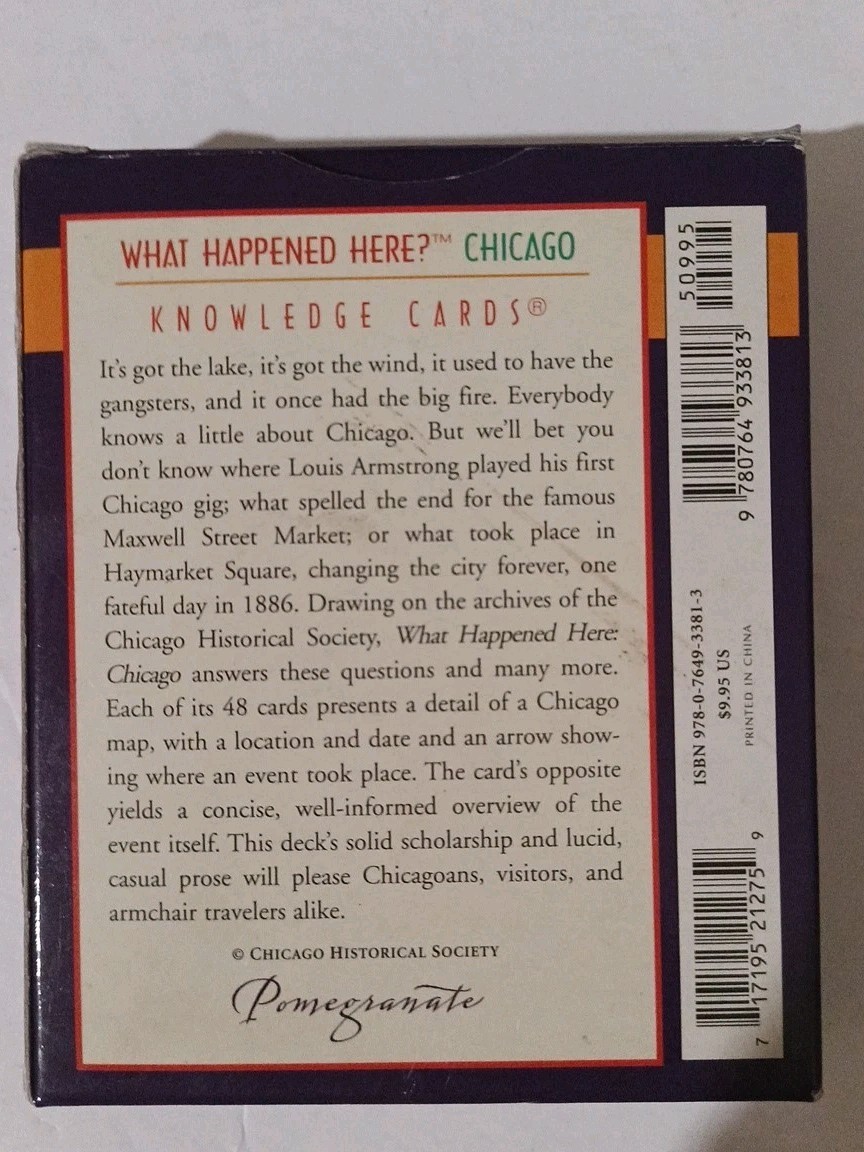 WHAT HAPPENED HERE?™ CHICAGO
KNOWLEDGE CARDS®
It's got the lake, it's got the wind, it used to have the
gangsters, and it once had the big fire. Everybody
knows a little about Chicago. But we'll bet you
don't know where Louis Armstrong played his first
Chicago gig; what spelled the end for the famous
Maxwell Street Market; or what took place in
Haymarket Square, changing the city forever, one
fateful day in 1886. Drawing on the archives of the
Chicago Historical Society, What Happened Here:
Chicago answers these questions and many more.
Each of its 48 cards presents a detail of a Chicago
map, with a location and date and an arrow show-
ing where an event took place. The card's opposite
yields a concise, well-informed overview of the
event itself. This deck's solid scholarship and lucid,
casual prose will please Chicagoans, visitors, and
armchair travelers alike.
© CHICAGO HISTORICAL SOCIETY
Pomegranate
50995
9 780764 933813
ISBN 978-0-7649-3381-3
$9.95 US
PRINTED IN CHINA
7 17195 21275 9